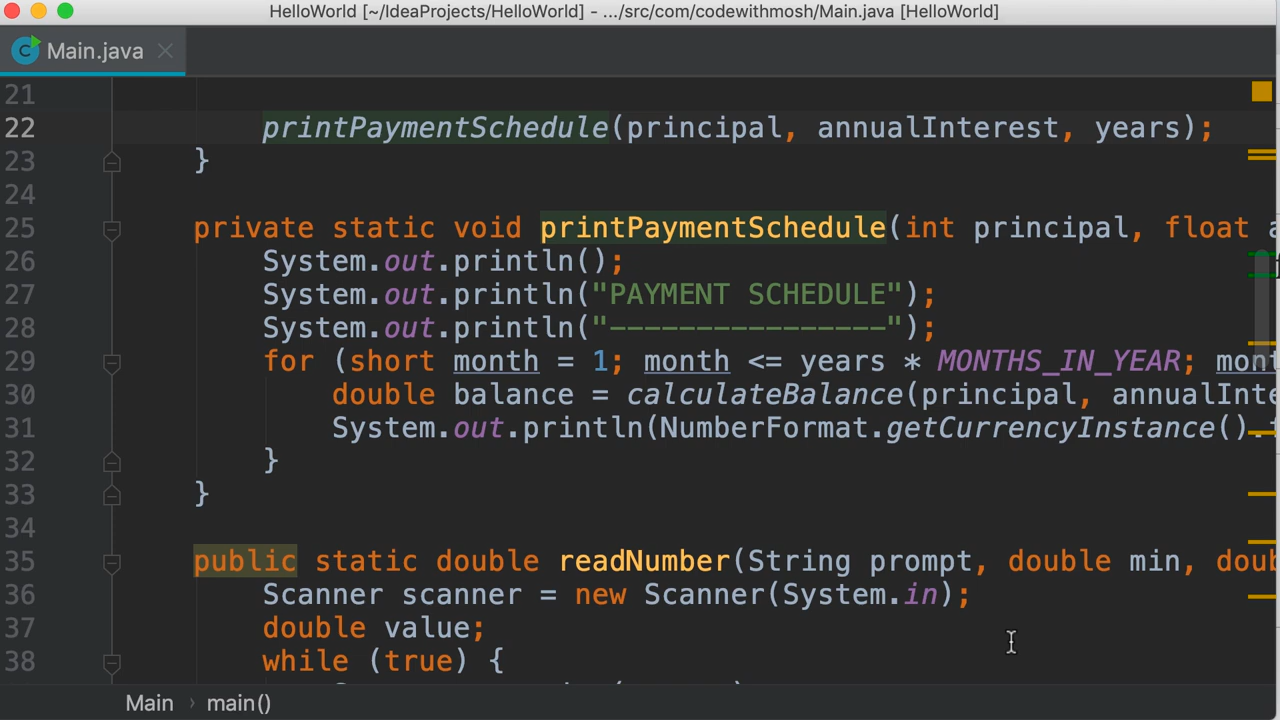 HelloWorld [~/IdeaProjects/HelloWorld] - .../src/com/codewithmosh/Main.java [HelloWorld]
C Main.java
21
22 printPaymentSchedule(principal, annualInterest, years);
23 }
24
25 private static void printPaymentSchedule(int principal, float a
26 System.out.println();
27 System.out.println("PAYMENT SCHEDULE");
28 System.out.println("----------------");
29 for (short month = 1; month <= years * MONTHS_IN_YEAR; mont
30 double balance = calculateBalance(principal, annualInte
31 System.out.println(NumberFormat.getCurrencyInstance().
32 }
33 }
34
35 public static double readNumber(String prompt, double min, doub
36 Scanner scanner = new Scanner(System.in);
37 double value;
38 while (true) {
Main › main()